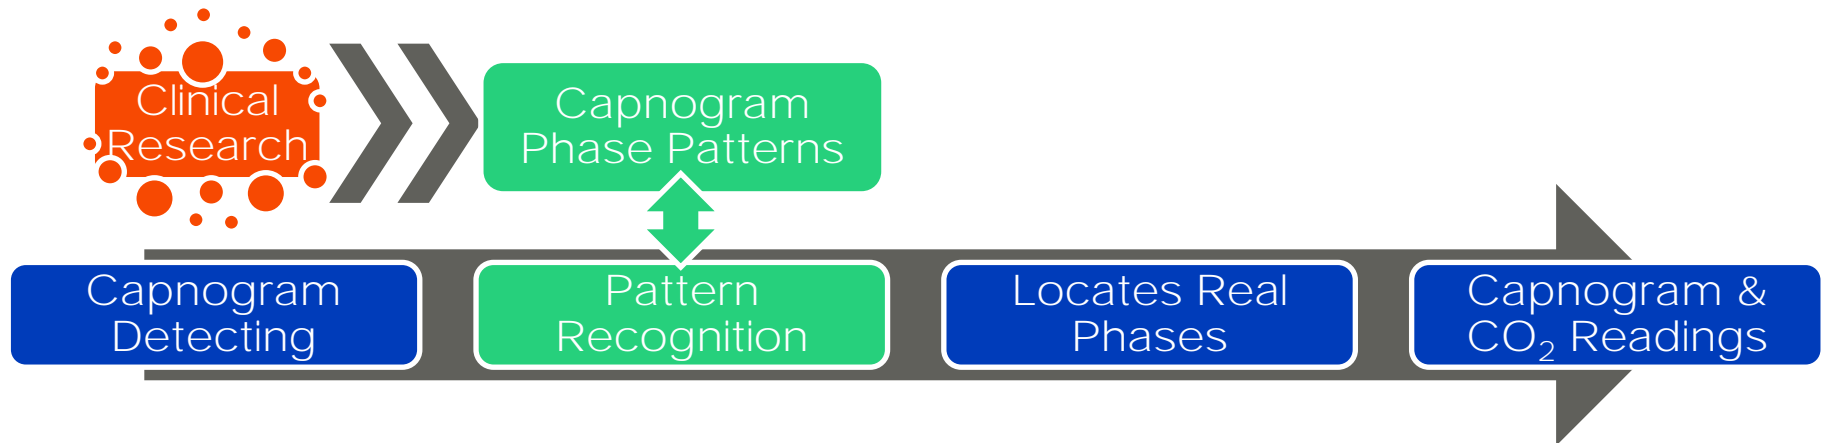 Clinical
Research
Capnogram
Phase Patterns
Capnogram
Detecting
Pattern
Recognition
Locates Real
Phases
Capnogram &
CO₂ Readings